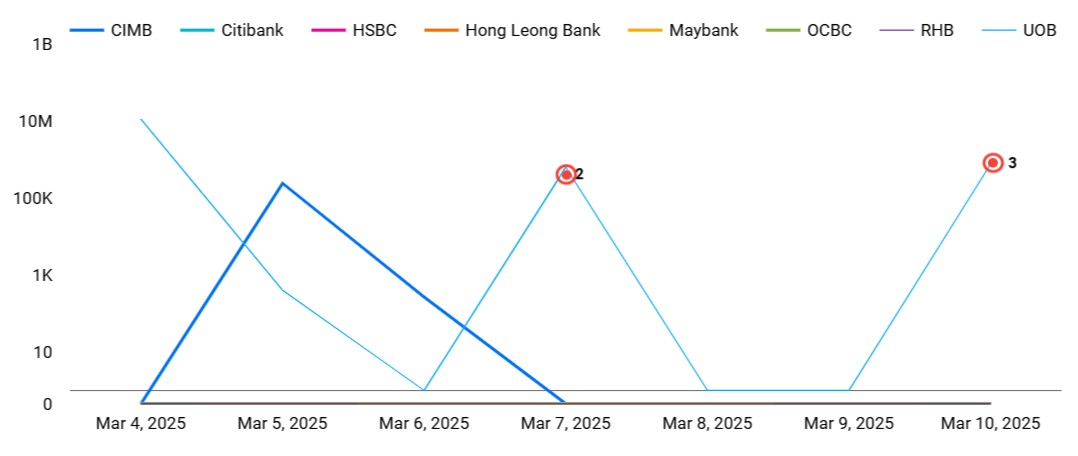 CIMB Citibank HSBC Hong Leong Bank Maybank OCBC RHB UOB
1B
10M
100K
1K
10
0
2
3
Mar 4, 2025 Mar 5, 2025 Mar 6, 2025 Mar 7, 2025 Mar 8, 2025 Mar 9, 2025 Mar 10, 2025